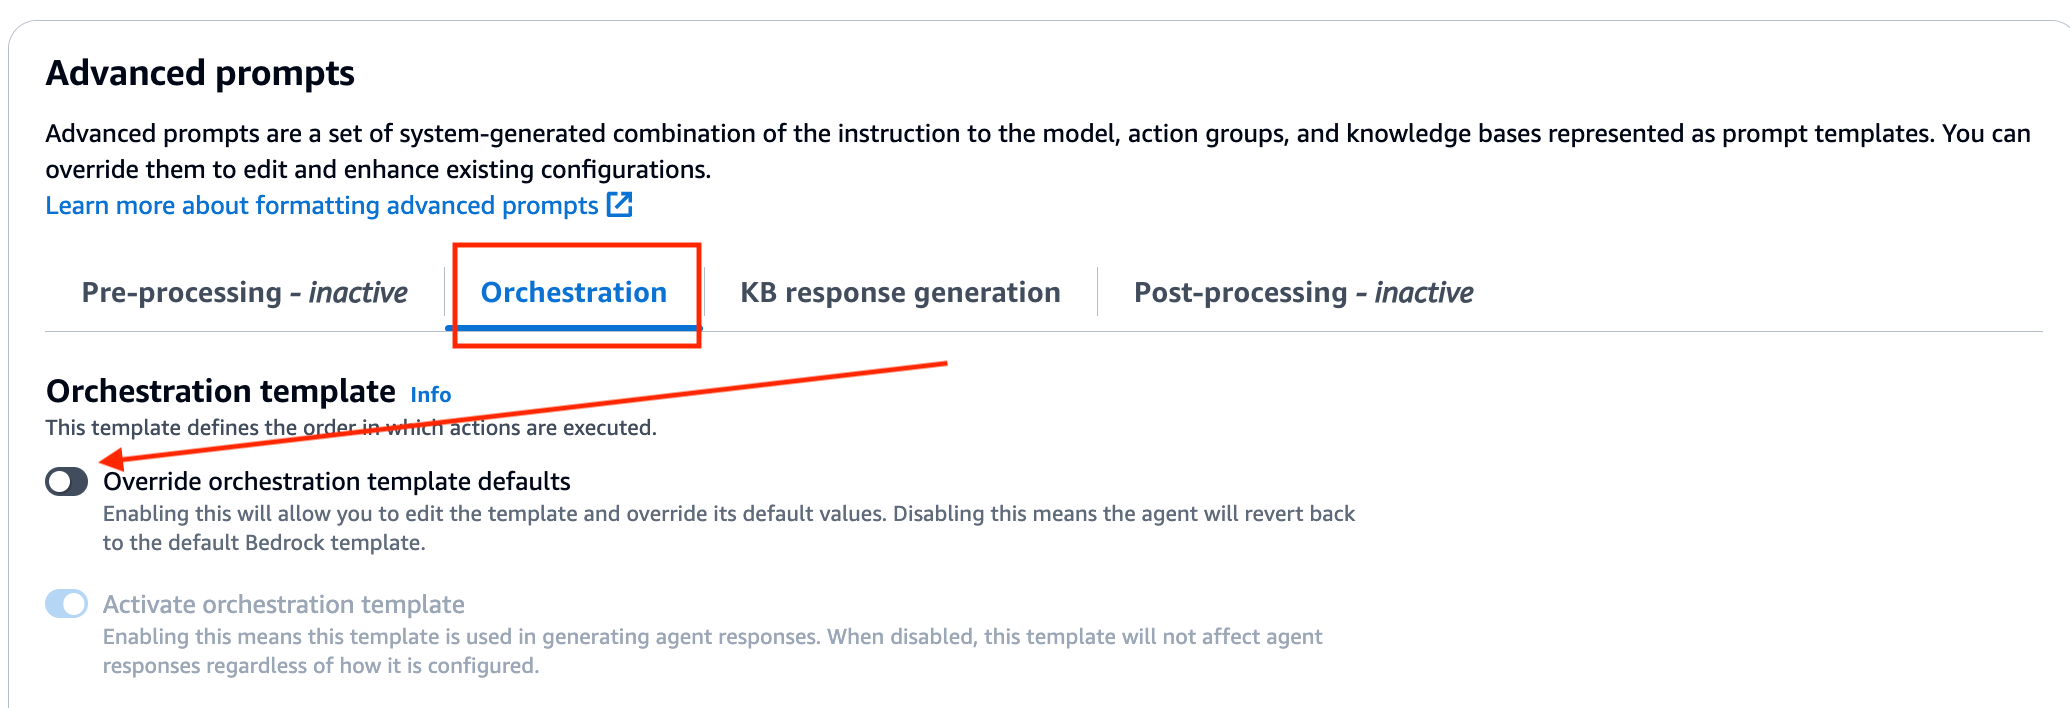 Advanced prompts
Advanced prompts are a set of system-generated combination of the instruction to the model, action groups, and knowledge bases represented as prompt templates. You can
override them to edit and enhance existing configurations.
Learn more about formatting advanced prompts
Pre-processing - inactive
Orchestration
KB response generation
Post-processing - inactive
Orchestration template Info
This template defines the order in which actions are executed.
Override orchestration template defaults
Enabling this will allow you to edit the template and override its default values. Disabling this means the agent will revert back
to the default Bedrock template.
Activate orchestration template
Enabling this means this template is used in generating agent responses. When disabled, this template will not affect agent
responses regardless of how it is configured.